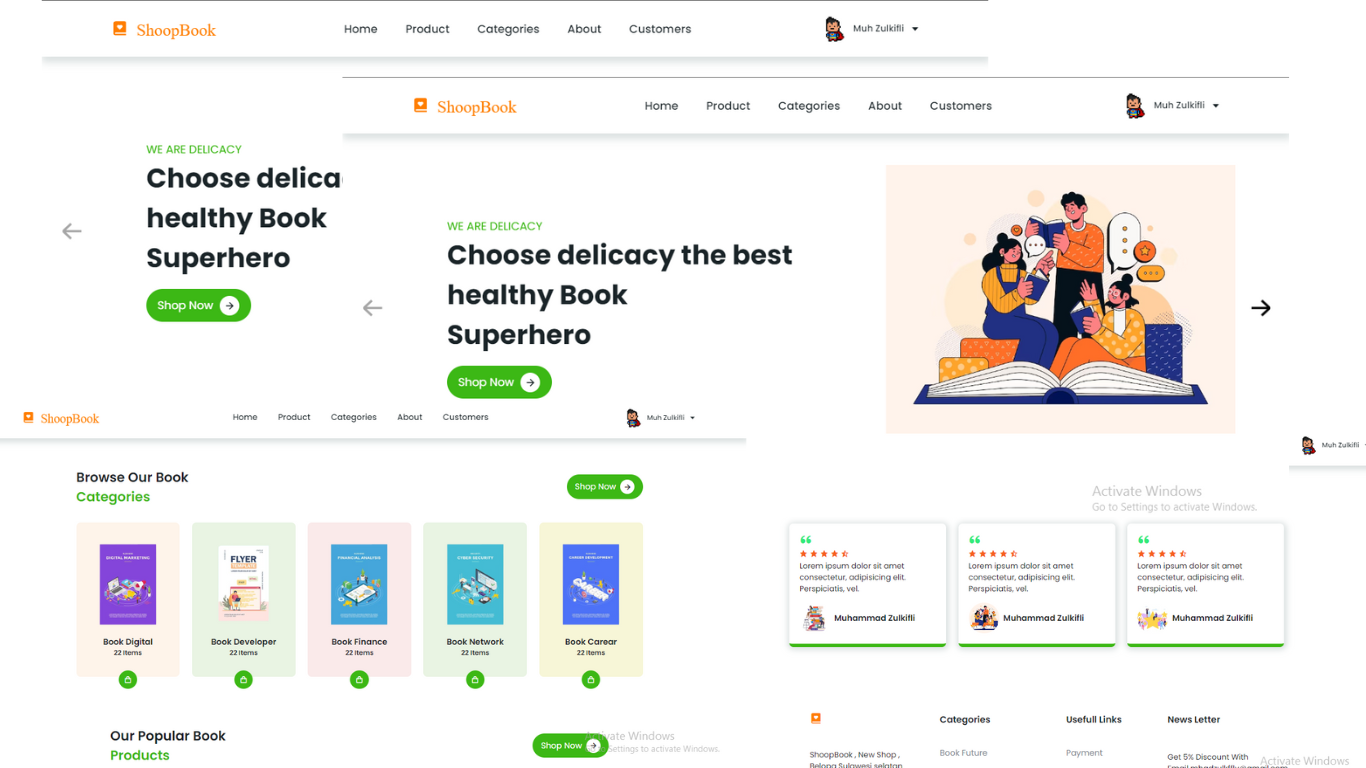 ShoopBook
Home Product Categories About Customers
Muh Zulkifli
WE ARE DELICACY
Choose delica
healthy Book
Superhero
Shop Now
ShoopBook
Home Product Categories About Customers
Muh Zulkifli
WE ARE DELICACY
Choose delicacy the best
healthy Book
Superhero
Shop Now
ShoopBook
Home Product Categories About Customers
Muh Zulkifli
Browse Our Book
Categories
Shop Now
DIGITAL MARKETING
FLYER
TEMPLATE
FINANCIAL ANALYSIS
CYBER SECURITY
CAREER DEVELOPMENT
Book Digital
22 Items
Book Developer
22 Items
Book Finance
22 Items
Book Network
22 Items
Book Carear
22 Items
Our Popular Book
Products
Shop Now
Activate Windows
Settings to activate Windows.
Muh Zulkifli
Activate Windows
Go to Settings to activate Windows.
Lorem ipsum dolor sit amet
consectetur, adipisicing elit.
Perspiciatis, vel.
Muhammad Zulkifli
Lorem ipsum dolor sit amet
consectetur, adipisicing elit.
Perspiciatis, vel.
Muhammad Zulkifli
Lorem ipsum dolor sit amet
consectetur, adipisicing elit.
Perspiciatis, vel.
Muhammad Zulkifli
ShoopBook , New Shop ,
Belopa Sulawesi selatan
Categories
Book Future
Usefull Links
Payment
News Letter
Get 5% Discount With
Activate Windows